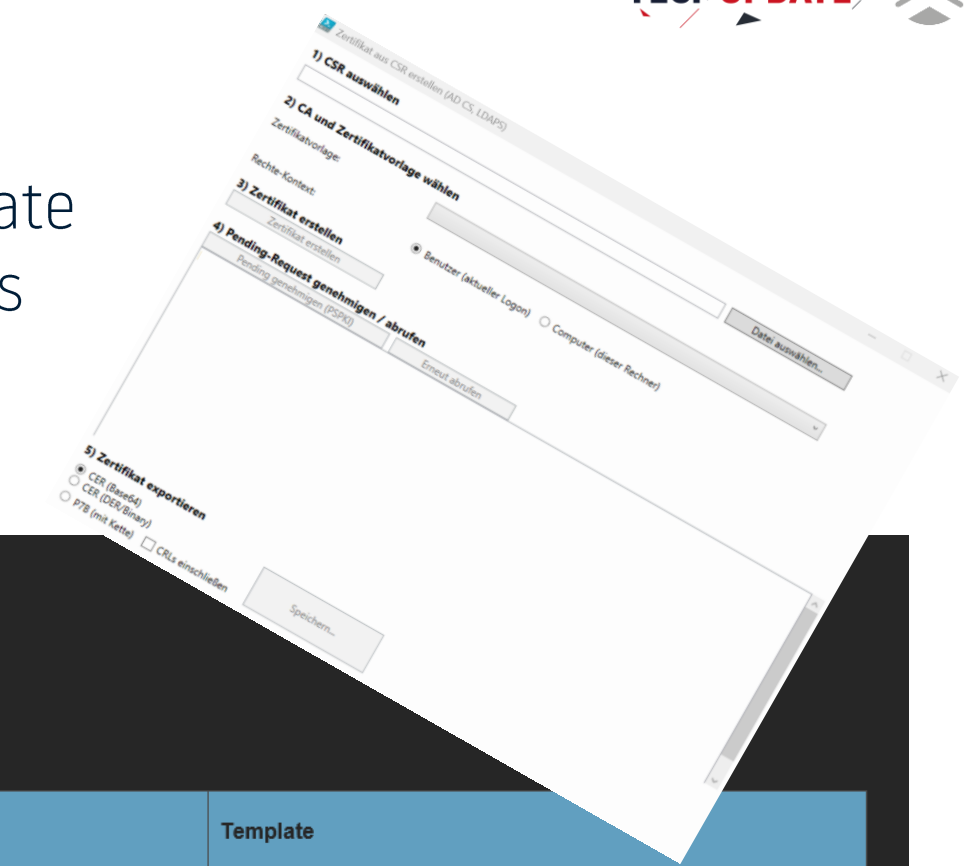 TECH UPDATE
ate
s
Zertifikat aus CSR erstellen (AD CS, LDAPS)
1) CSR auswählen
Datei auswählen...
2) CA und Zertifikatvorlage wählen
Zertifikatvorlage:
Rechte-Kontext:
Benutzer (aktueller Logon)
Computer (dieser Rechner)
3) Zertifikat erstellen
Zertifikat erstellen
4) Pending-Request genehmigen / abrufen
Pending genehmigen (PSPKI)
Erneut abrufen
5) Zertifikat exportieren
CER (Base64)
CER (DER/Binary)
P7B (mit Kette)
CRLs einschließen
Speichern...
Template